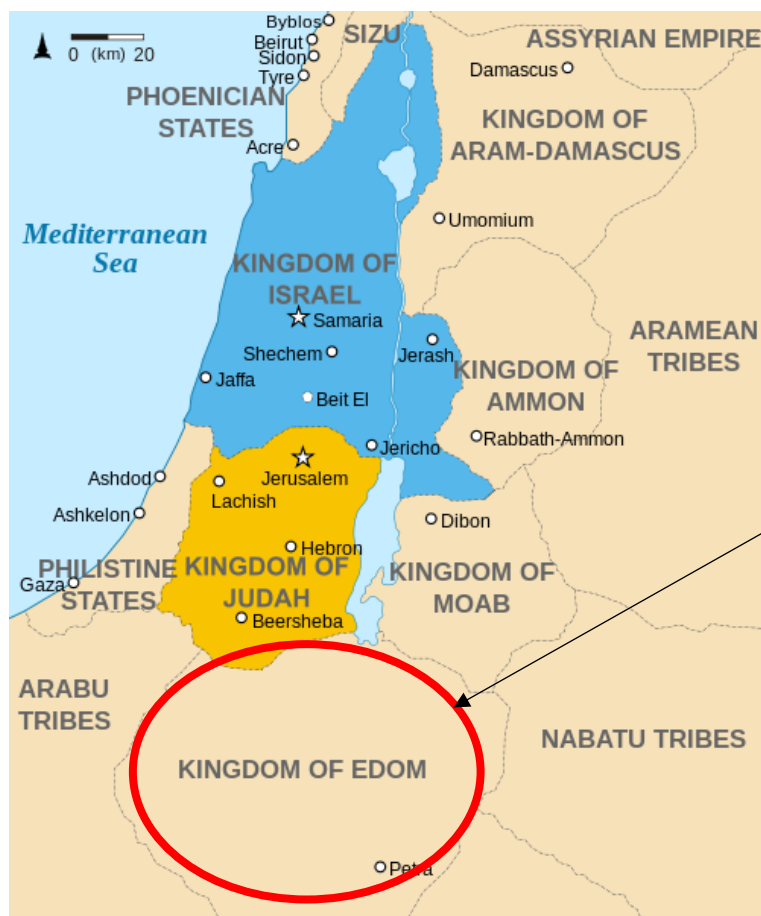 Byblos
Beirut
Sidon
Tyre
SIZU
ASSYRIAN EMPIRE
0 (km) 20
Damascus
PHOENICIAN
STATES
KINGDOM OF
ARAM-DAMASCUS
Acre
Umomium
Mediterranean
Sea
KINGDOM OF
ISRAEL
Samaria
Shechem
Jerash
ARAMEAN
TRIBES
Jaffa
Beit El
KINGDOM OF
AMMON
Jericho
Rabbath-Ammon
Ashdod
Jerusalem
Lachish
Ashkelon
Dibon
Hebron
PHILISTINE
STATES
KINGDOM OF
JUDAH
KINGDOM OF
MOAB
Gaza
Beersheba
ARABU
TRIBES
NABATU TRIBES
KINGDOM OF EDOM
Petra